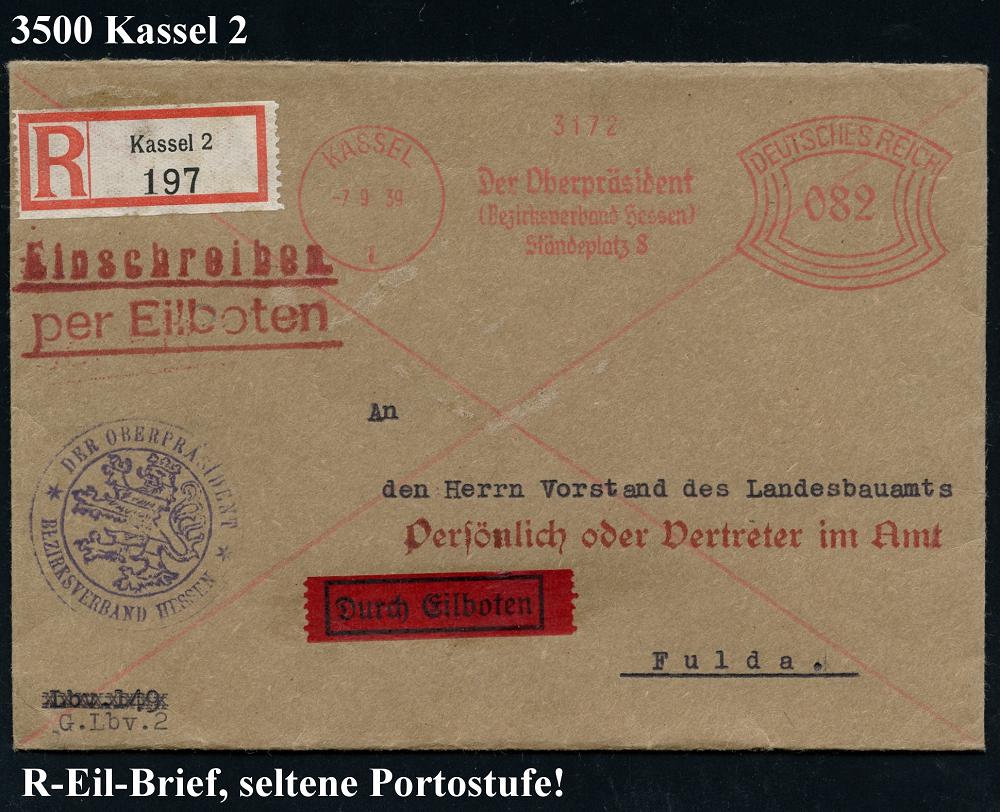 3500 Kassel 2
R
Kassel 2
197
KASSEL
-7 9 39
1
3172
Der Oberpräsident
(Bezirksverband Hessen)
Ständeplatz 8
DEUTSCHES REICH
082
Einschreiben
per Eilboten
An
den Herrn Vorstand des Landesbauamts
Persönlich oder Vertreter im Amt
* DER OBERPRÄSIDENT *
BEZIRKSVERBAND HESSEN
Durch Eilboten
Fulda.
Lbv.149
G.Lbv.2
R-Eil-Brief, seltene Portostufe!